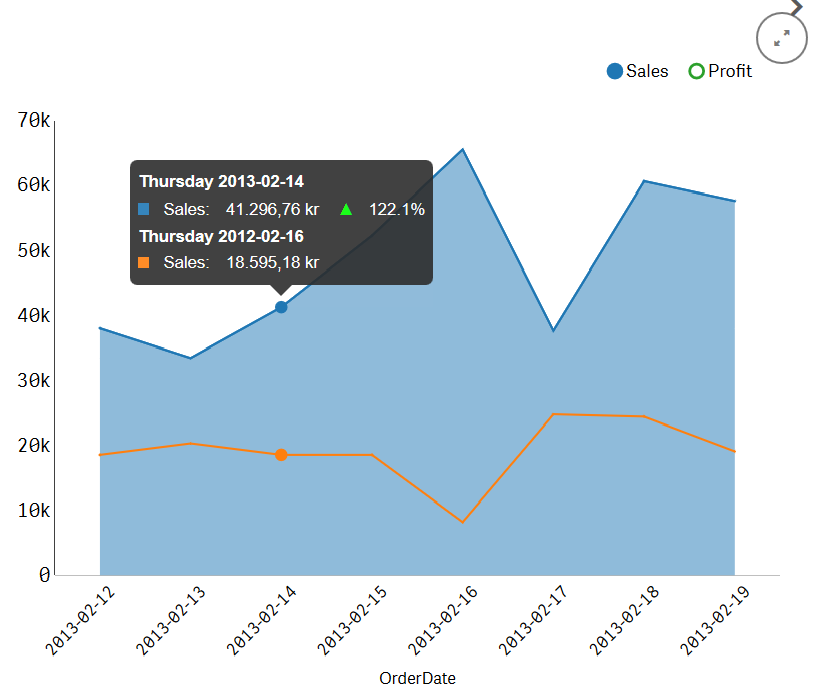 Sales Profit
70k
60k
50k
40k
30k
20k
10k
0
Thursday 2013-02-14
Sales: 41.296,76 kr ▲ 122.1%
Thursday 2012-02-16
Sales: 18.595,18 kr
2013-02-12 2013-02-13 2013-02-14 2013-02-15 2013-02-16 2013-02-17 2013-02-18 2013-02-19
OrderDate